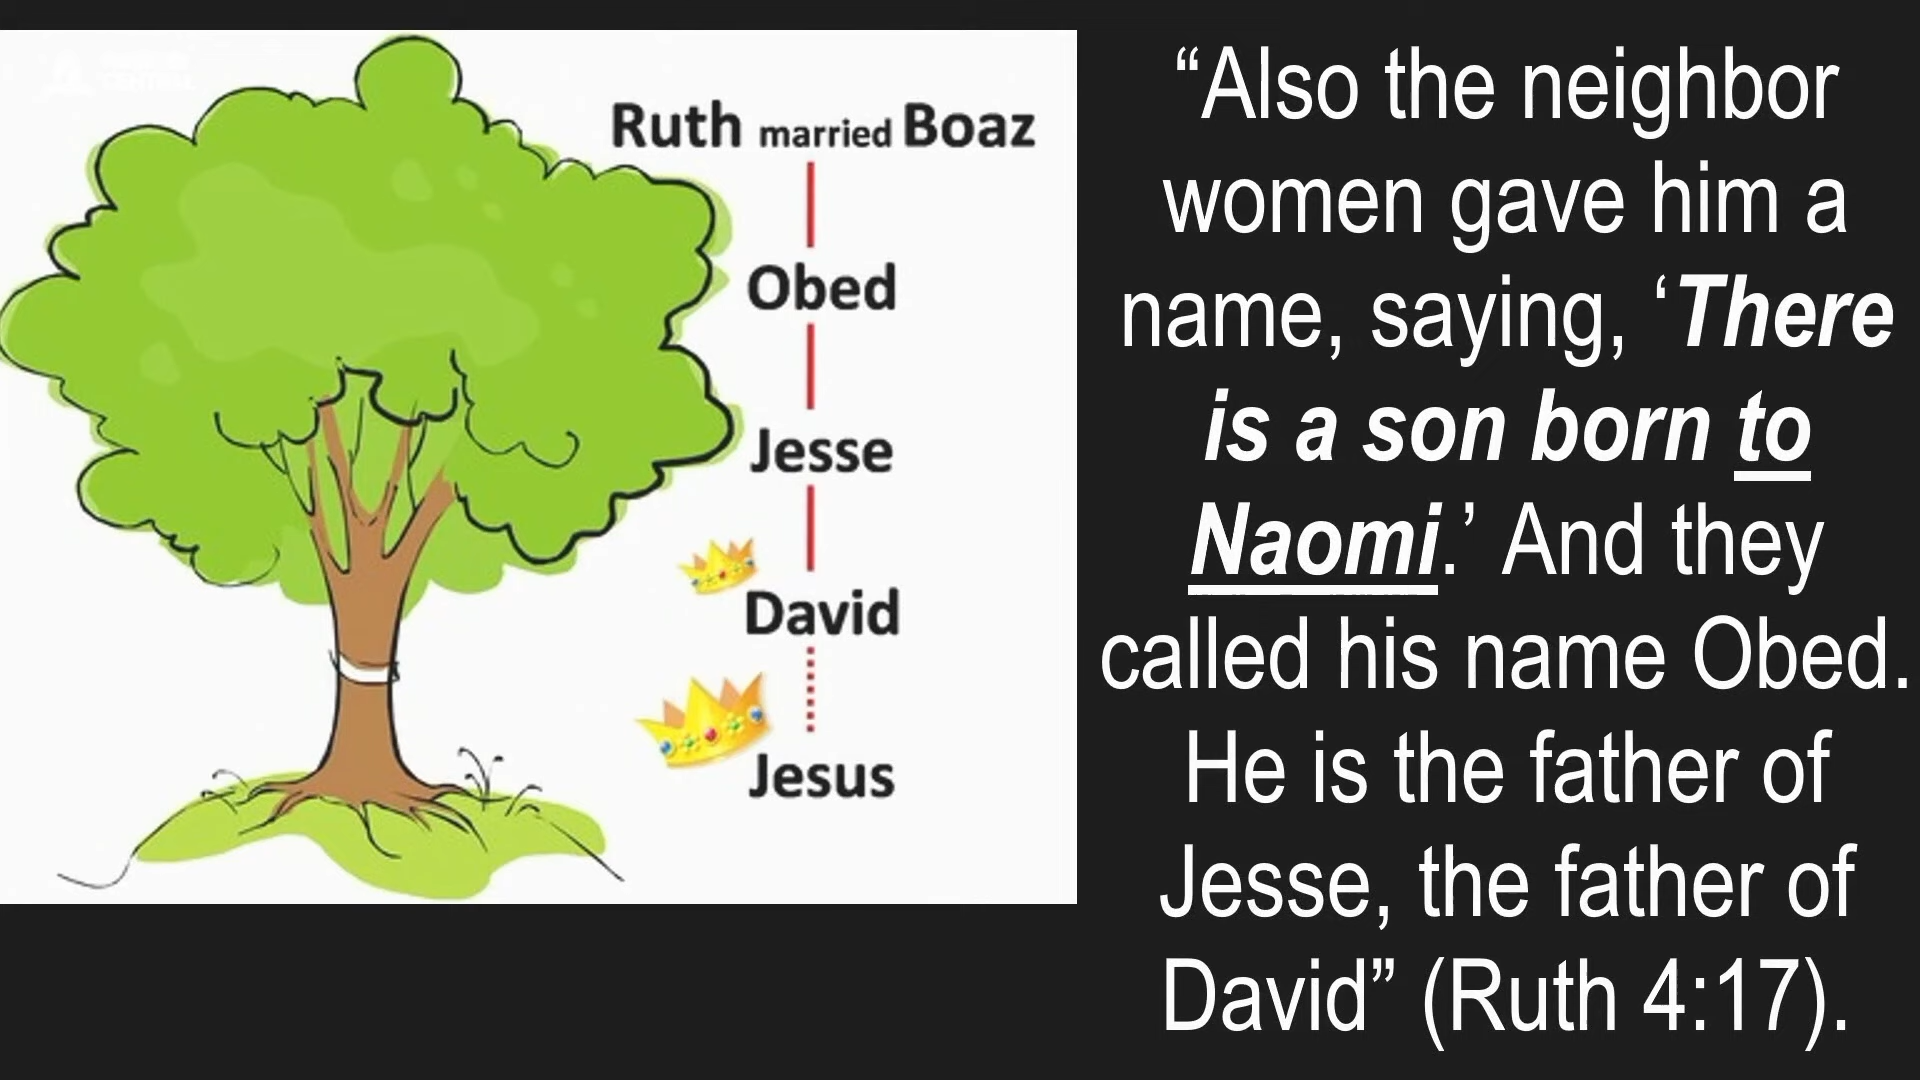 Ruth married Boaz
Obed
Jesse
David
Jesus
“Also the neighbor
women gave him a
name, saying, ‘There
is a son born to
Naomi.’ And they
called his name Obed.
He is the father of
Jesse, the father of
David” (Ruth 4:17).
CENTRAL